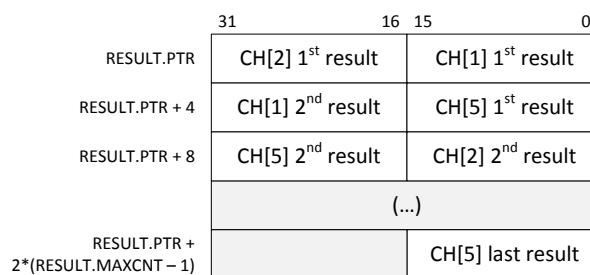 31 16 15 0
RESULT.PTR CH[2] 1st result CH[1] 1st result
RESULT.PTR + 4 CH[1] 2nd result CH[5] 1st result
RESULT.PTR + 8 CH[5] 2nd result CH[2] 2nd result
(...)
RESULT.PTR +
2*(RESULT.MAXCNT – 1) CH[5] last result